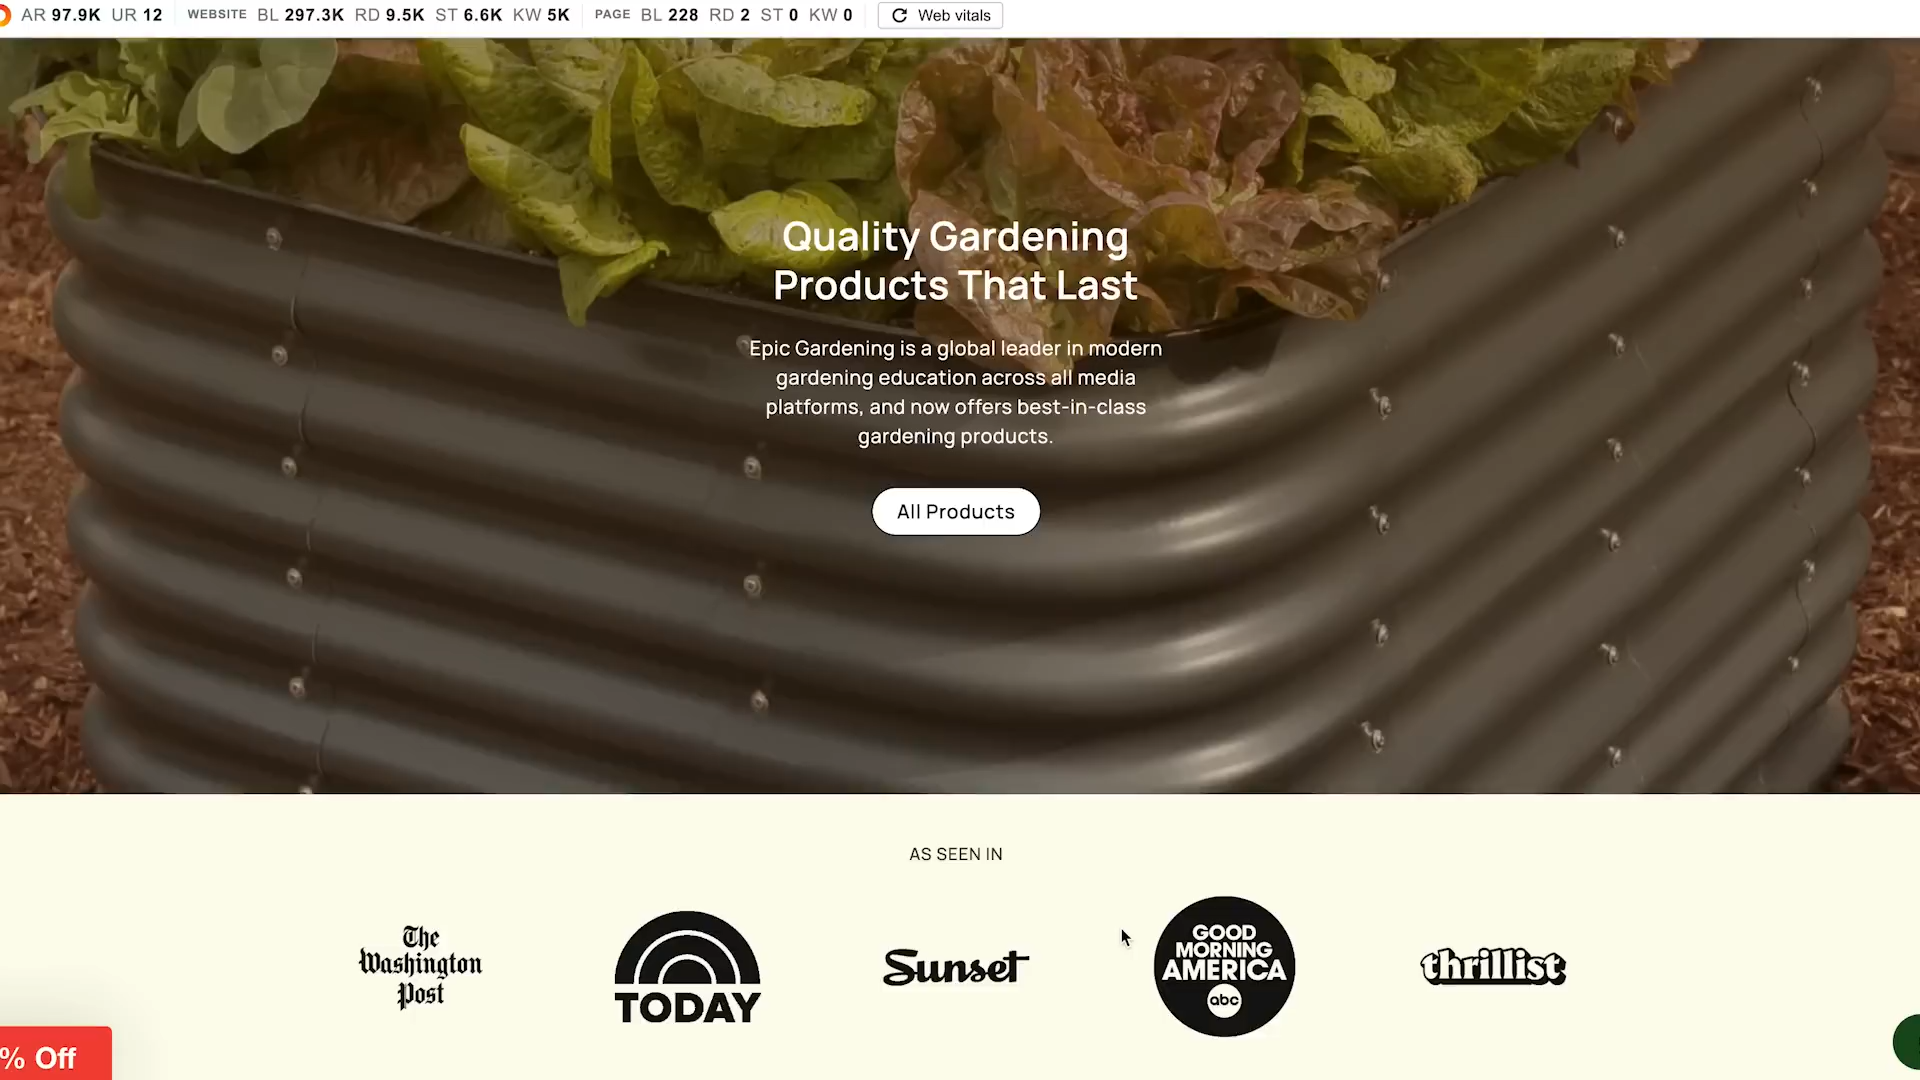 AR 97.9K UR 12 WEBSITE BL 297.3K RD 9.5K ST 6.6K KW 5K PAGE BL 228 RD 2 ST 0 KW 0 Web vitals
Quality Gardening
Products That Last
Epic Gardening is a global leader in modern
gardening education across all media
platforms, and now offers best-in-class
gardening products.
All Products
AS SEEN IN
The
Washington
Post
TODAY
Sunset
GOOD
MORNING
AMERICA
abc
thrillist
% Off